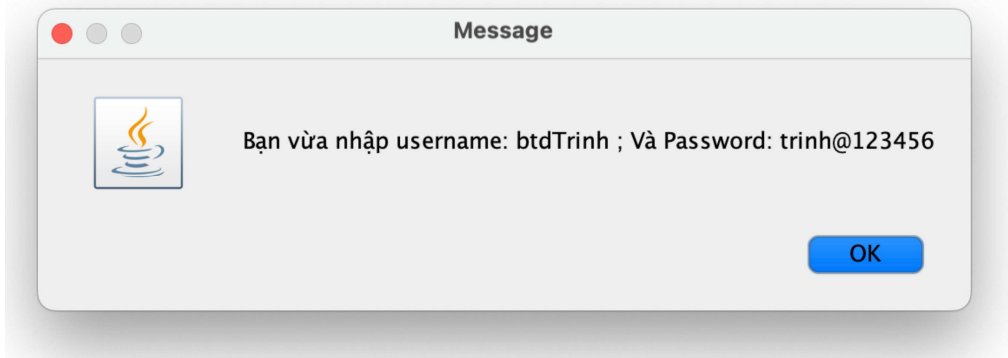 Message
Bạn vừa nhập username: btdTrinh ; Và Password: trinh@123456
OK